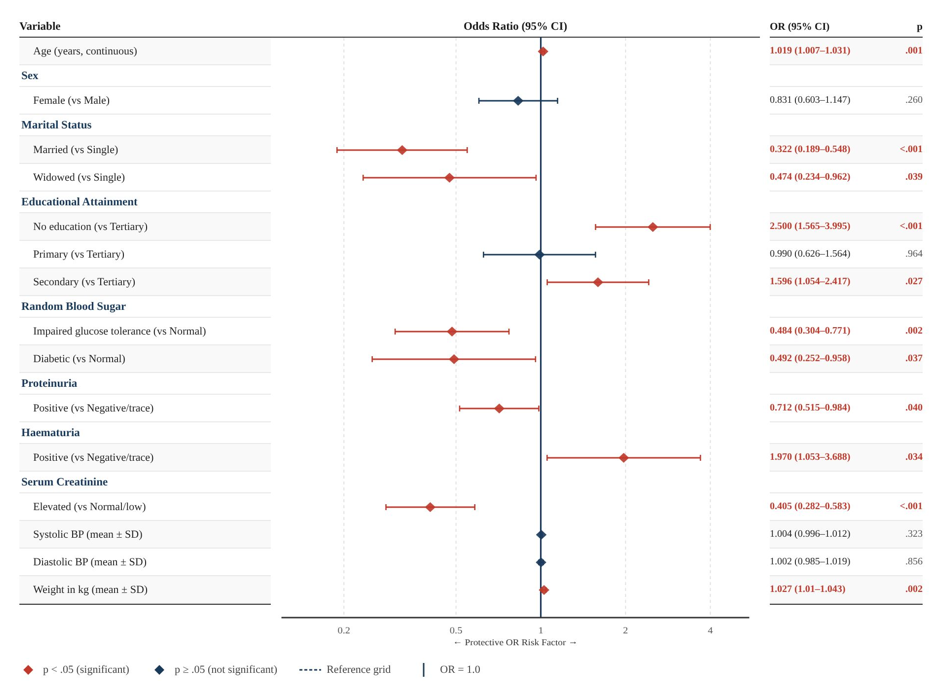 Variable Odds Ratio (95% CI) OR (95% CI) p
Age (years, continuous) 1.019 (1.007–1.031) .001
Sex
Female (vs Male) 0.831 (0.603–1.147) .260
Marital Status
Married (vs Single) 0.322 (0.189–0.548) <.001
Widowed (vs Single) 0.474 (0.234–0.962) .039
Educational Attainment
No education (vs Tertiary) 2.500 (1.565–3.995) <.001
Primary (vs Tertiary) 0.990 (0.626–1.564) .964
Secondary (vs Tertiary) 1.596 (1.054–2.417) .027
Random Blood Sugar
Impaired glucose tolerance (vs Normal) 0.484 (0.304–0.771) .002
Diabetic (vs Normal) 0.492 (0.252–0.958) .037
Proteinuria
Positive (vs Negative/trace) 0.712 (0.515–0.984) .040
Haematuria
Positive (vs Negative/trace) 1.970 (1.053–3.688) .034
Serum Creatinine
Elevated (vs Normal/low) 0.405 (0.282–0.583) <.001
Systolic BP (mean ± SD) 1.004 (0.996–1.012) .323
Diastolic BP (mean ± SD) 1.002 (0.985–1.019) .856
Weight in kg (mean ± SD) 1.027 (1.01–1.043) .002
0.2 0.5 1 2 4
← Protective OR Risk Factor →
p < .05 (significant) p ≥ .05 (not significant) Reference grid OR = 1.0